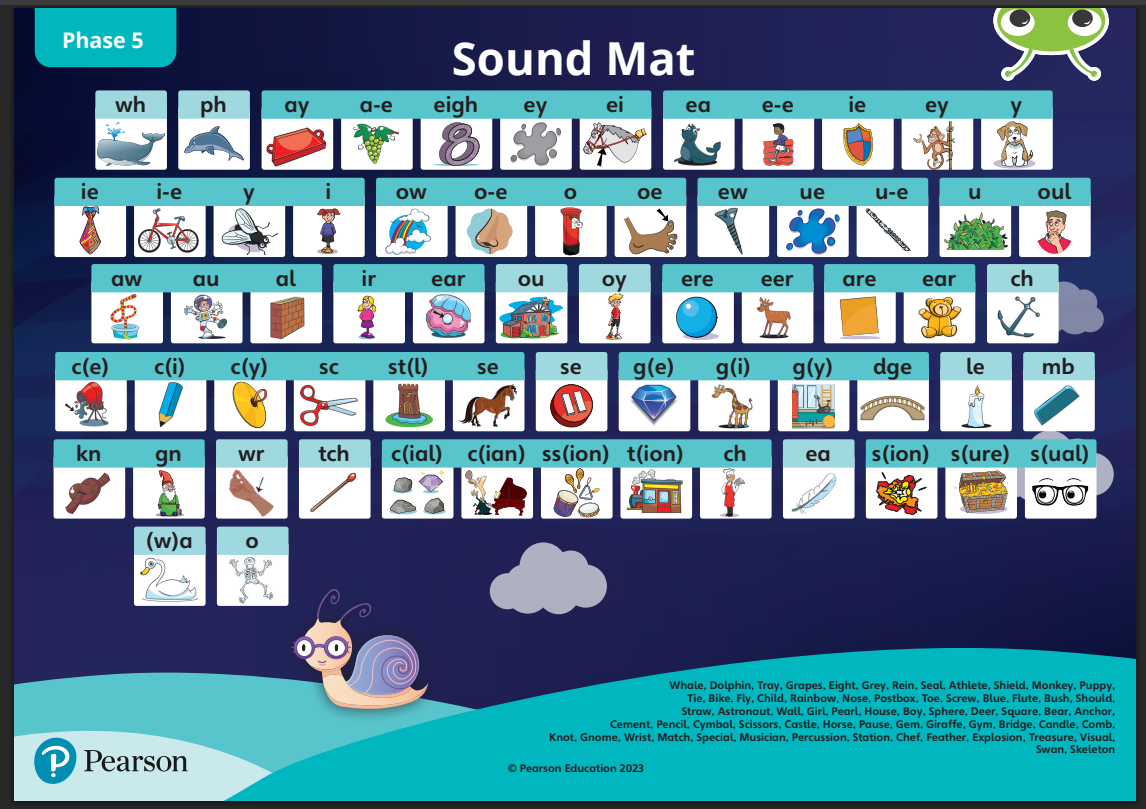 Phase 5
Sound Mat
wh ph ay a-e eigh ey ei ea e-e ie ey y
8
ie i-e y i ow o-e o oe ew ue u-e u oul
aw au al ir ear ou oy ere eer are ear ch
c(e) c(i) c(y) sc st(l) se se g(e) g(i) g(y) dge le mb
kn gn wr tch c(ial) c(ian) ss(ion) t(ion) ch ea s(ion) s(ure) s(ual)
(w)a o
Whale, Dolphin, Tray, Grapes, Eight, Grey, Rein, Seal, Athlete, Shield, Monkey, Puppy,
Tie, Bike, Fly, Child, Rainbow, Nose, Postbox, Toe, Screw, Blue, Flute, Bush, Should,
Straw, Astronaut, Wall, Girl, Pearl, House, Boy, Sphere, Deer, Square, Bear, Anchor,
Cement, Pencil, Cymbal, Scissors, Castle, Horse, Pause, Gem, Giraffe, Gym, Bridge, Candle, Comb,
Knot, Gnome, Wrist, Match, Special, Musician, Percussion, Station, Chef, Feather, Explosion, Treasure, Visual,
Swan, Skeleton
P Pearson
© Pearson Education 2023